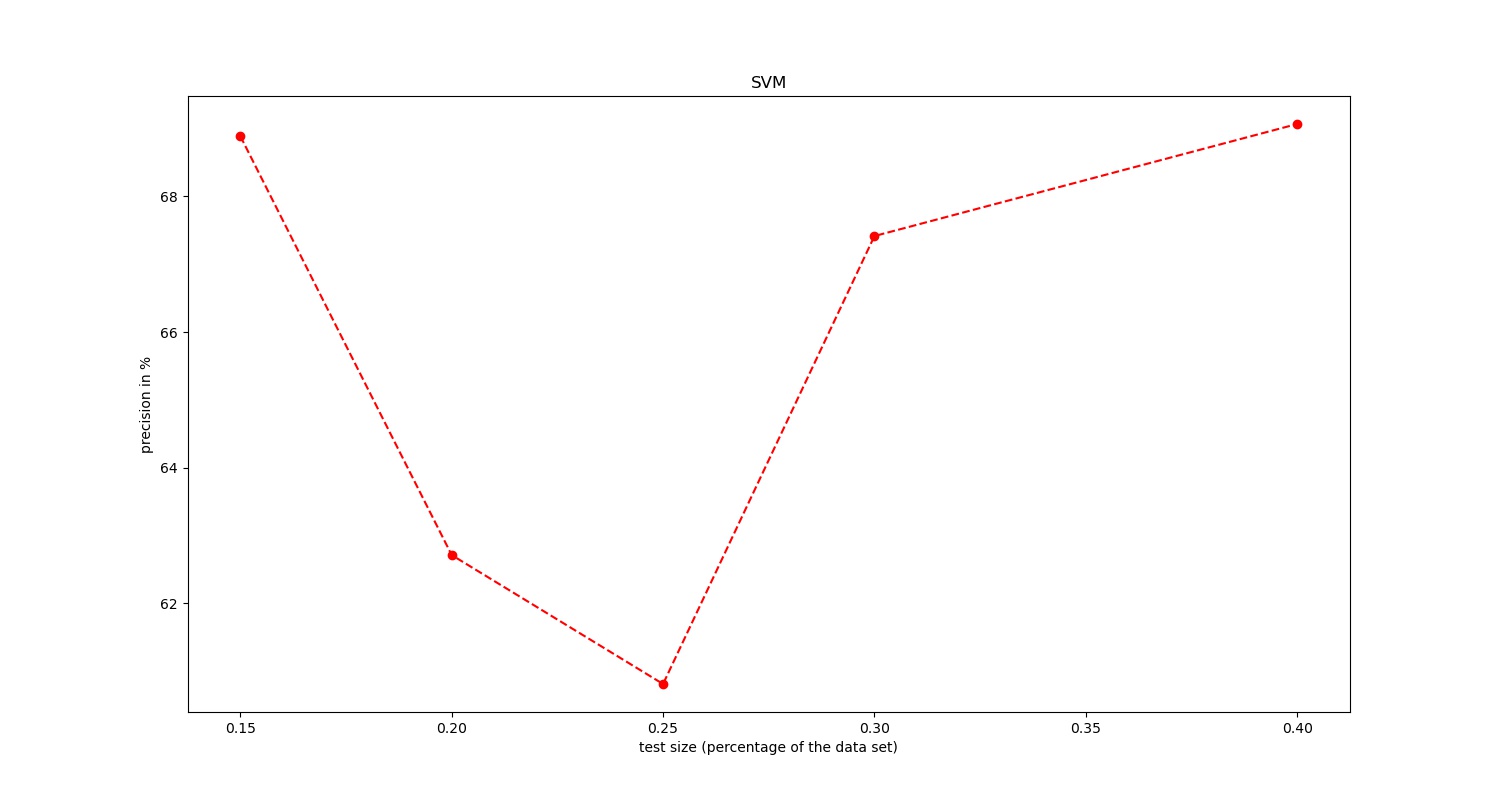 SVM
precision in %
68
66
64
62
0.15 0.20 0.25 0.30 0.35 0.40
test size (percentage of the data set)